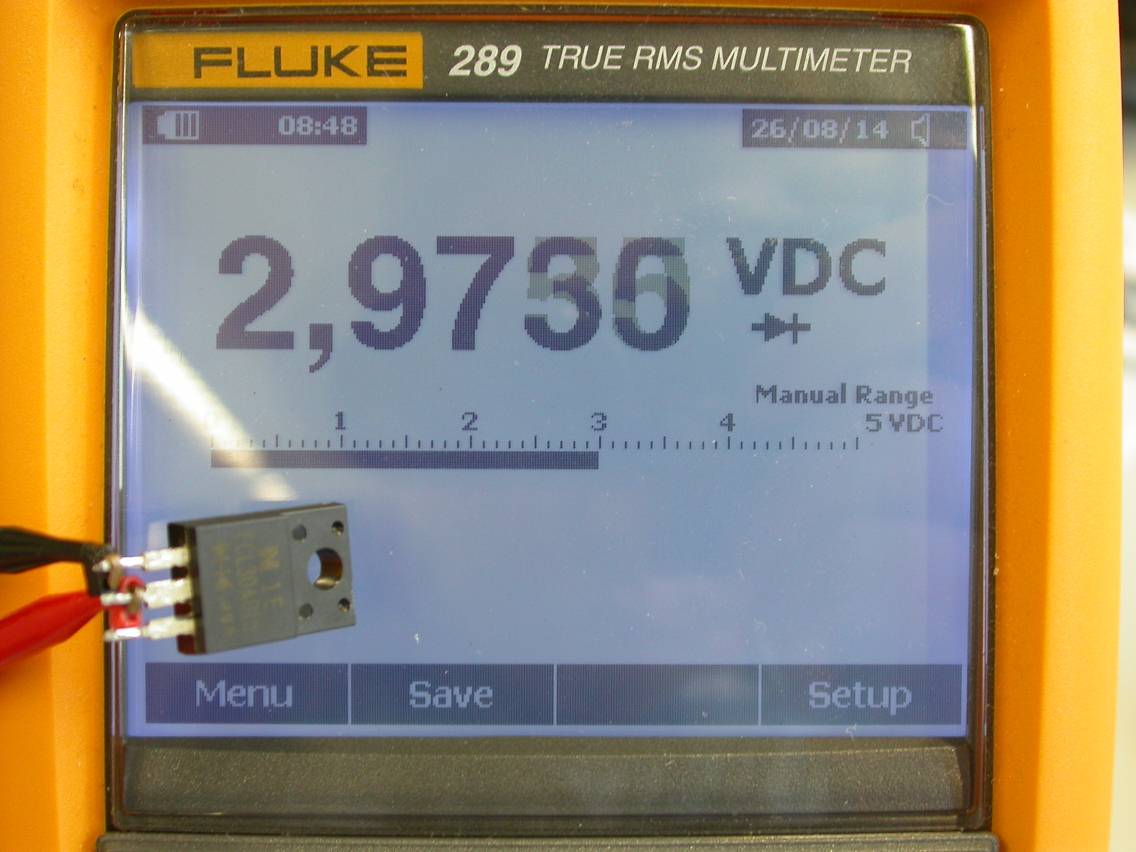 FLUKE 289 TRUE RMS MULTIMETER
08:48 26/08/14
2,973 VDC
Manual Range
0 1 2 3 4 5 VDC
Menu Save Setup